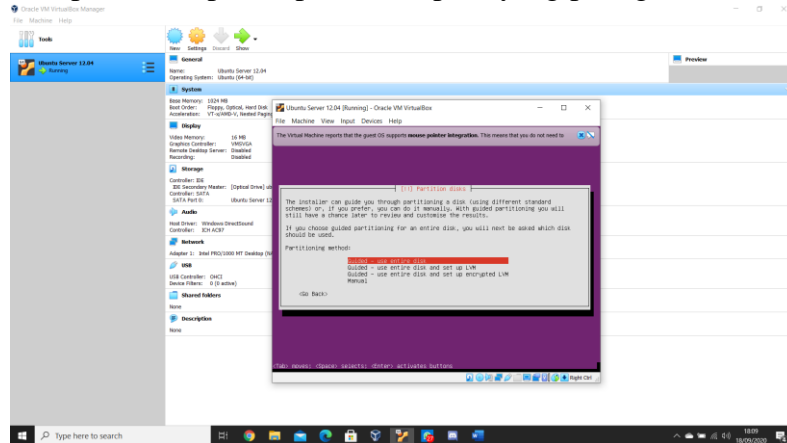 Oracle VM VirtualBox Manager
File Machine Help
Tools
New Settings Discard Show
Ubuntu Server 12.04
Running
General
Name: Ubuntu Server 12.04
Operating System: Ubuntu (64-bit)
Preview
System
Base Memory: 1024 MB
Boot Order: Floppy, Optical, Hard Disk
Acceleration: VT-x/AMD-V, Nested Paging
Display
Video Memory: 16 MB
Graphics Controller: VMSVGA
Remote Desktop Server: Disabled
Recording: Disabled
Storage
Controller: IDE
IDE Secondary Master: [Optical Drive]
Controller: SATA
SATA Port 0: Ubuntu Server 12
Audio
Host Driver: Windows DirectSound
Controller: ICH AC97
Network
Adapter 1: Intel PRO/1000 MT Desktop
USB
USB Controller: OHCI
Device Filters: 0 (0 active)
Shared folders
None
Description
None
Ubuntu Server 12.04 [Running] - Oracle VM VirtualBox
File Machine View Input Devices Help
The Virtual Machine reports that the guest OS supports mouse pointer integration. This means that you do not need to
[!!] Partition disks
The installer can guide you through partitioning a disk (using different standard
schemes) or, if you prefer, you can do it manually. With guided partitioning you will
still have a chance later to review and customise the results.
If you choose guided partitioning for an entire disk, you will next be asked which disk
should be used.
Partitioning method:
Guided - use entire disk
Guided - use entire disk and set up LVM
Guided - use entire disk and set up encrypted LVM
Manual
<Go Back>
<Tab> moves; <Space> selects; <Enter> activates buttons
Right Ctrl
Type here to search
18:09
18/09/2020